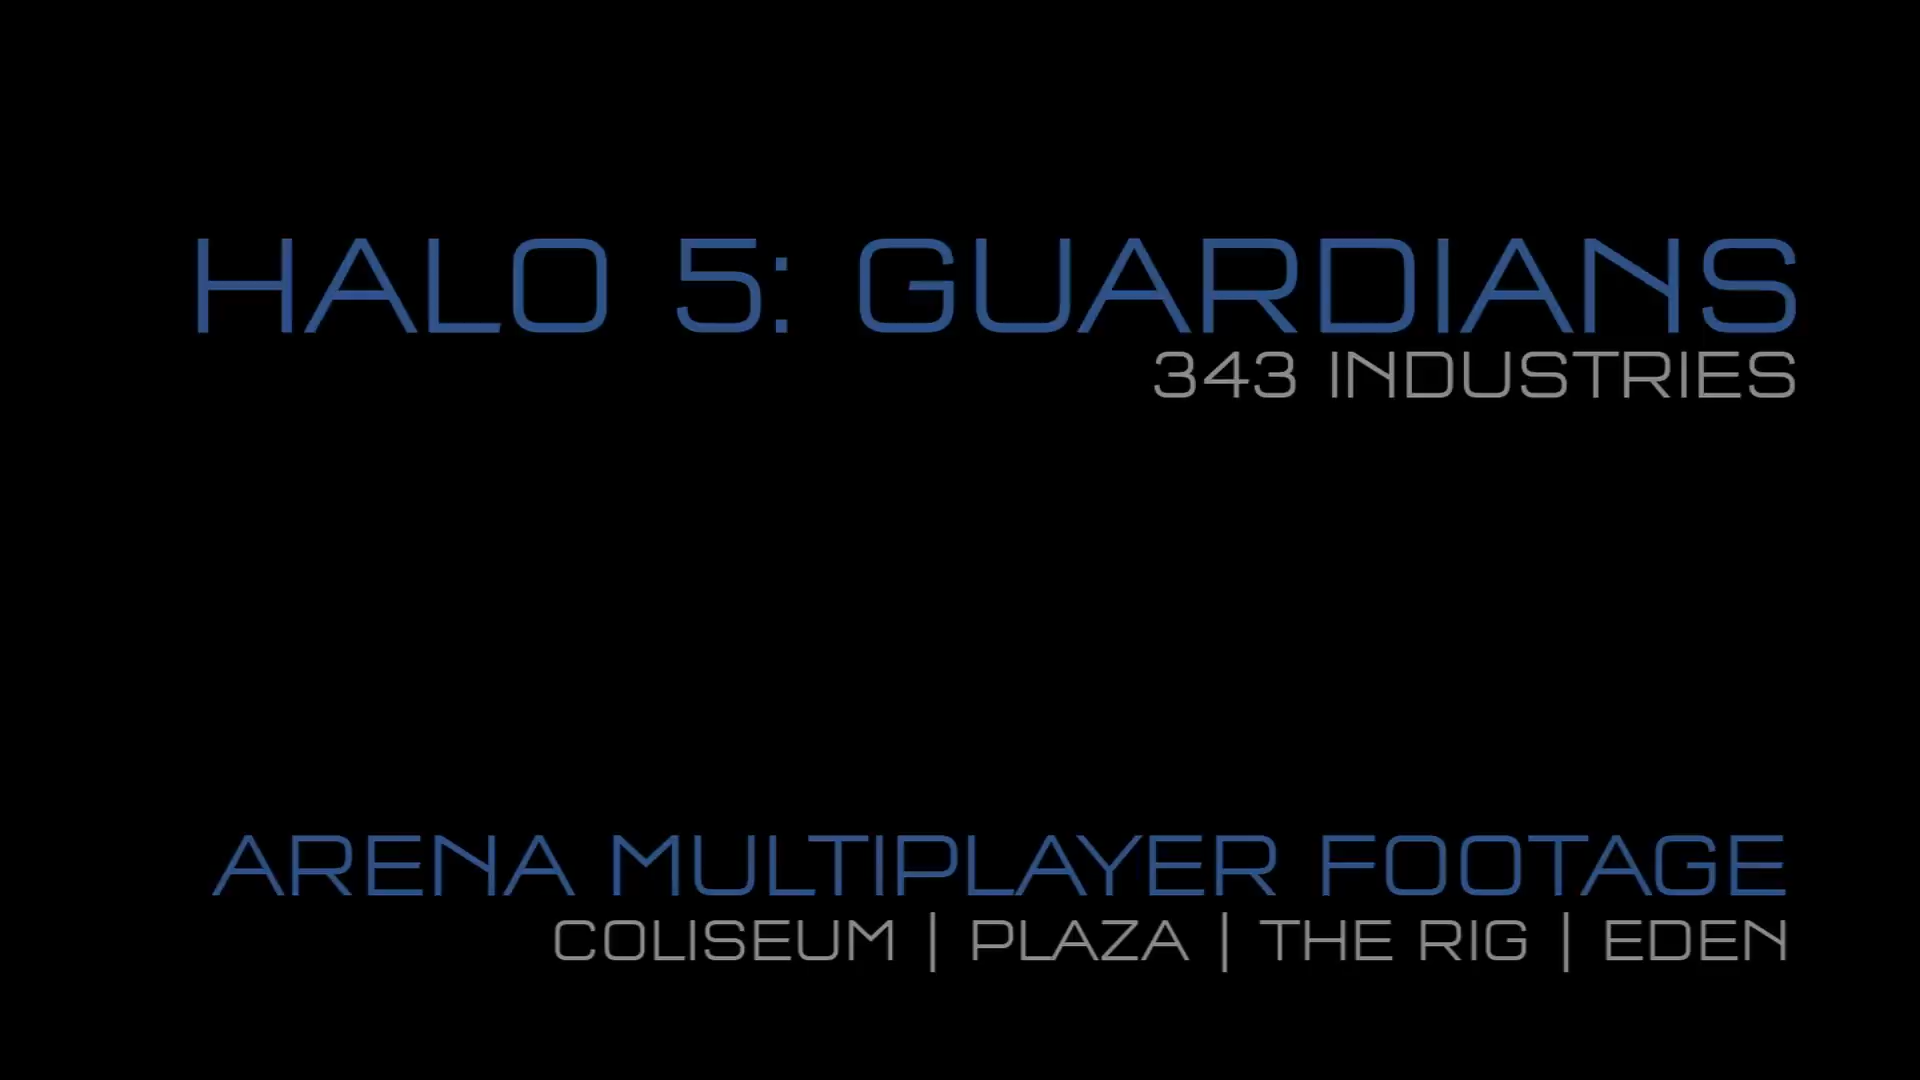 HALO 5: GUARDIANS
343 INDUSTRIES
ARENA MULTIPLAYER FOOTAGE
COLISEUM | PLAZA | THE RIG | EDEN